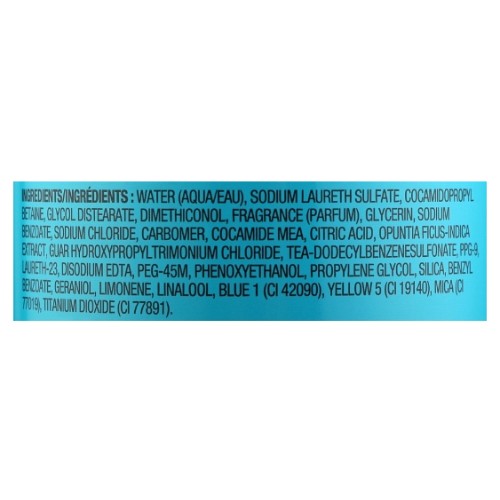 INGREDIENTS/INGRÉDIENTS : WATER (AQUA/EAU), SODIUM LAURETH SULFATE, COCAMIDOPROPYL
BETANE, GLYCOL DISTEARATE, DIMETHICONOL, FRAGRANCE (PARFUM), GLYCERIN, SODIUM
BENZOATE, SODIUM CHLORIDE, CARBOMER, COCAMIDE MEA, CITRIC ACID, OPUNTIA FICUS-INDICA
EXTRACT, GUAR HYDROXYPROPYLTRIMONIUM CHLORIDE, TEA-DODECYLBENZENESULFONATE, PPG-9,
LAURETH-23, DISODIUM EDTA, PEG-45M, PHENOXYETHANOL, PROPYLENE GLYCOL, SILICA, BENZYL
BENZOATE, GERANIOL, LIMONENE, LINALOOL, BLUE 1 (CI 42090), YELLOW 5 (CI 19140), MICA (CI
77019), TITANIUM DIOXIDE (CI 77891).